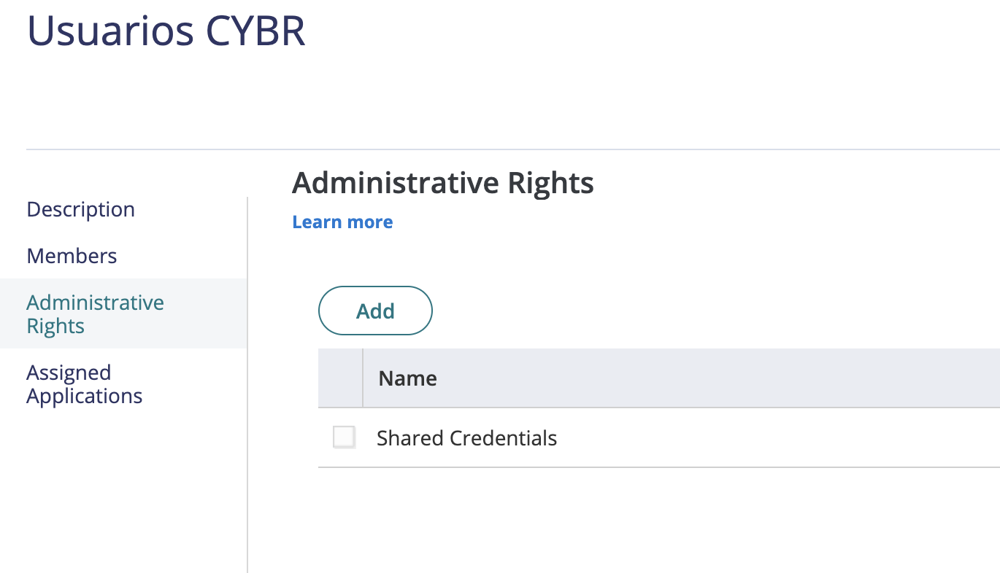 Usuarios CYBR
Description
Members
Administrative
Rights
Assigned
Applications
Administrative Rights
Learn more
Add
Name
Shared Credentials